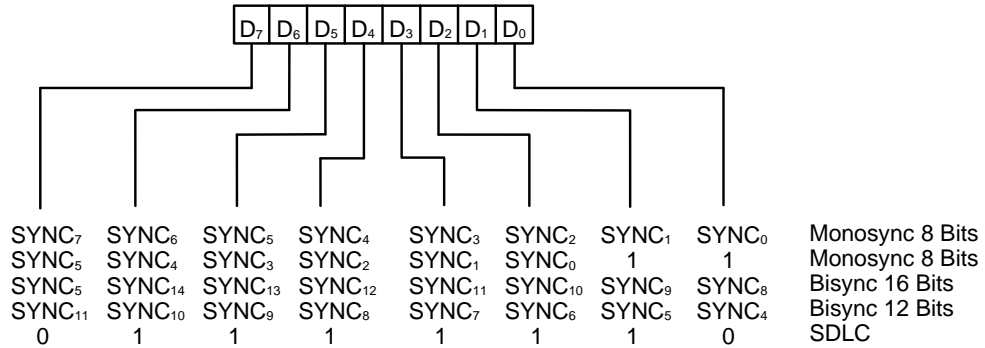 D₇ D₆ D₅ D₄ D₃ D₂ D₁ D₀
SYNC₇ SYNC₆ SYNC₅ SYNC₄ SYNC₃ SYNC₂ SYNC₁ SYNC₀ Monosync 8 Bits
SYNC₅ SYNC₄ SYNC₃ SYNC₂ SYNC₁ SYNC₀ 1 1 Monosync 8 Bits
SYNC₅ SYNC₁₄ SYNC₁₃ SYNC₁₂ SYNC₁₁ SYNC₁₀ SYNC₉ SYNC₈ Bisync 16 Bits
SYNC₁₁ SYNC₁₀ SYNC₉ SYNC₈ SYNC₇ SYNC₆ SYNC₅ SYNC₄ Bisync 12 Bits
0 1 1 1 1 1 1 0 SDLC